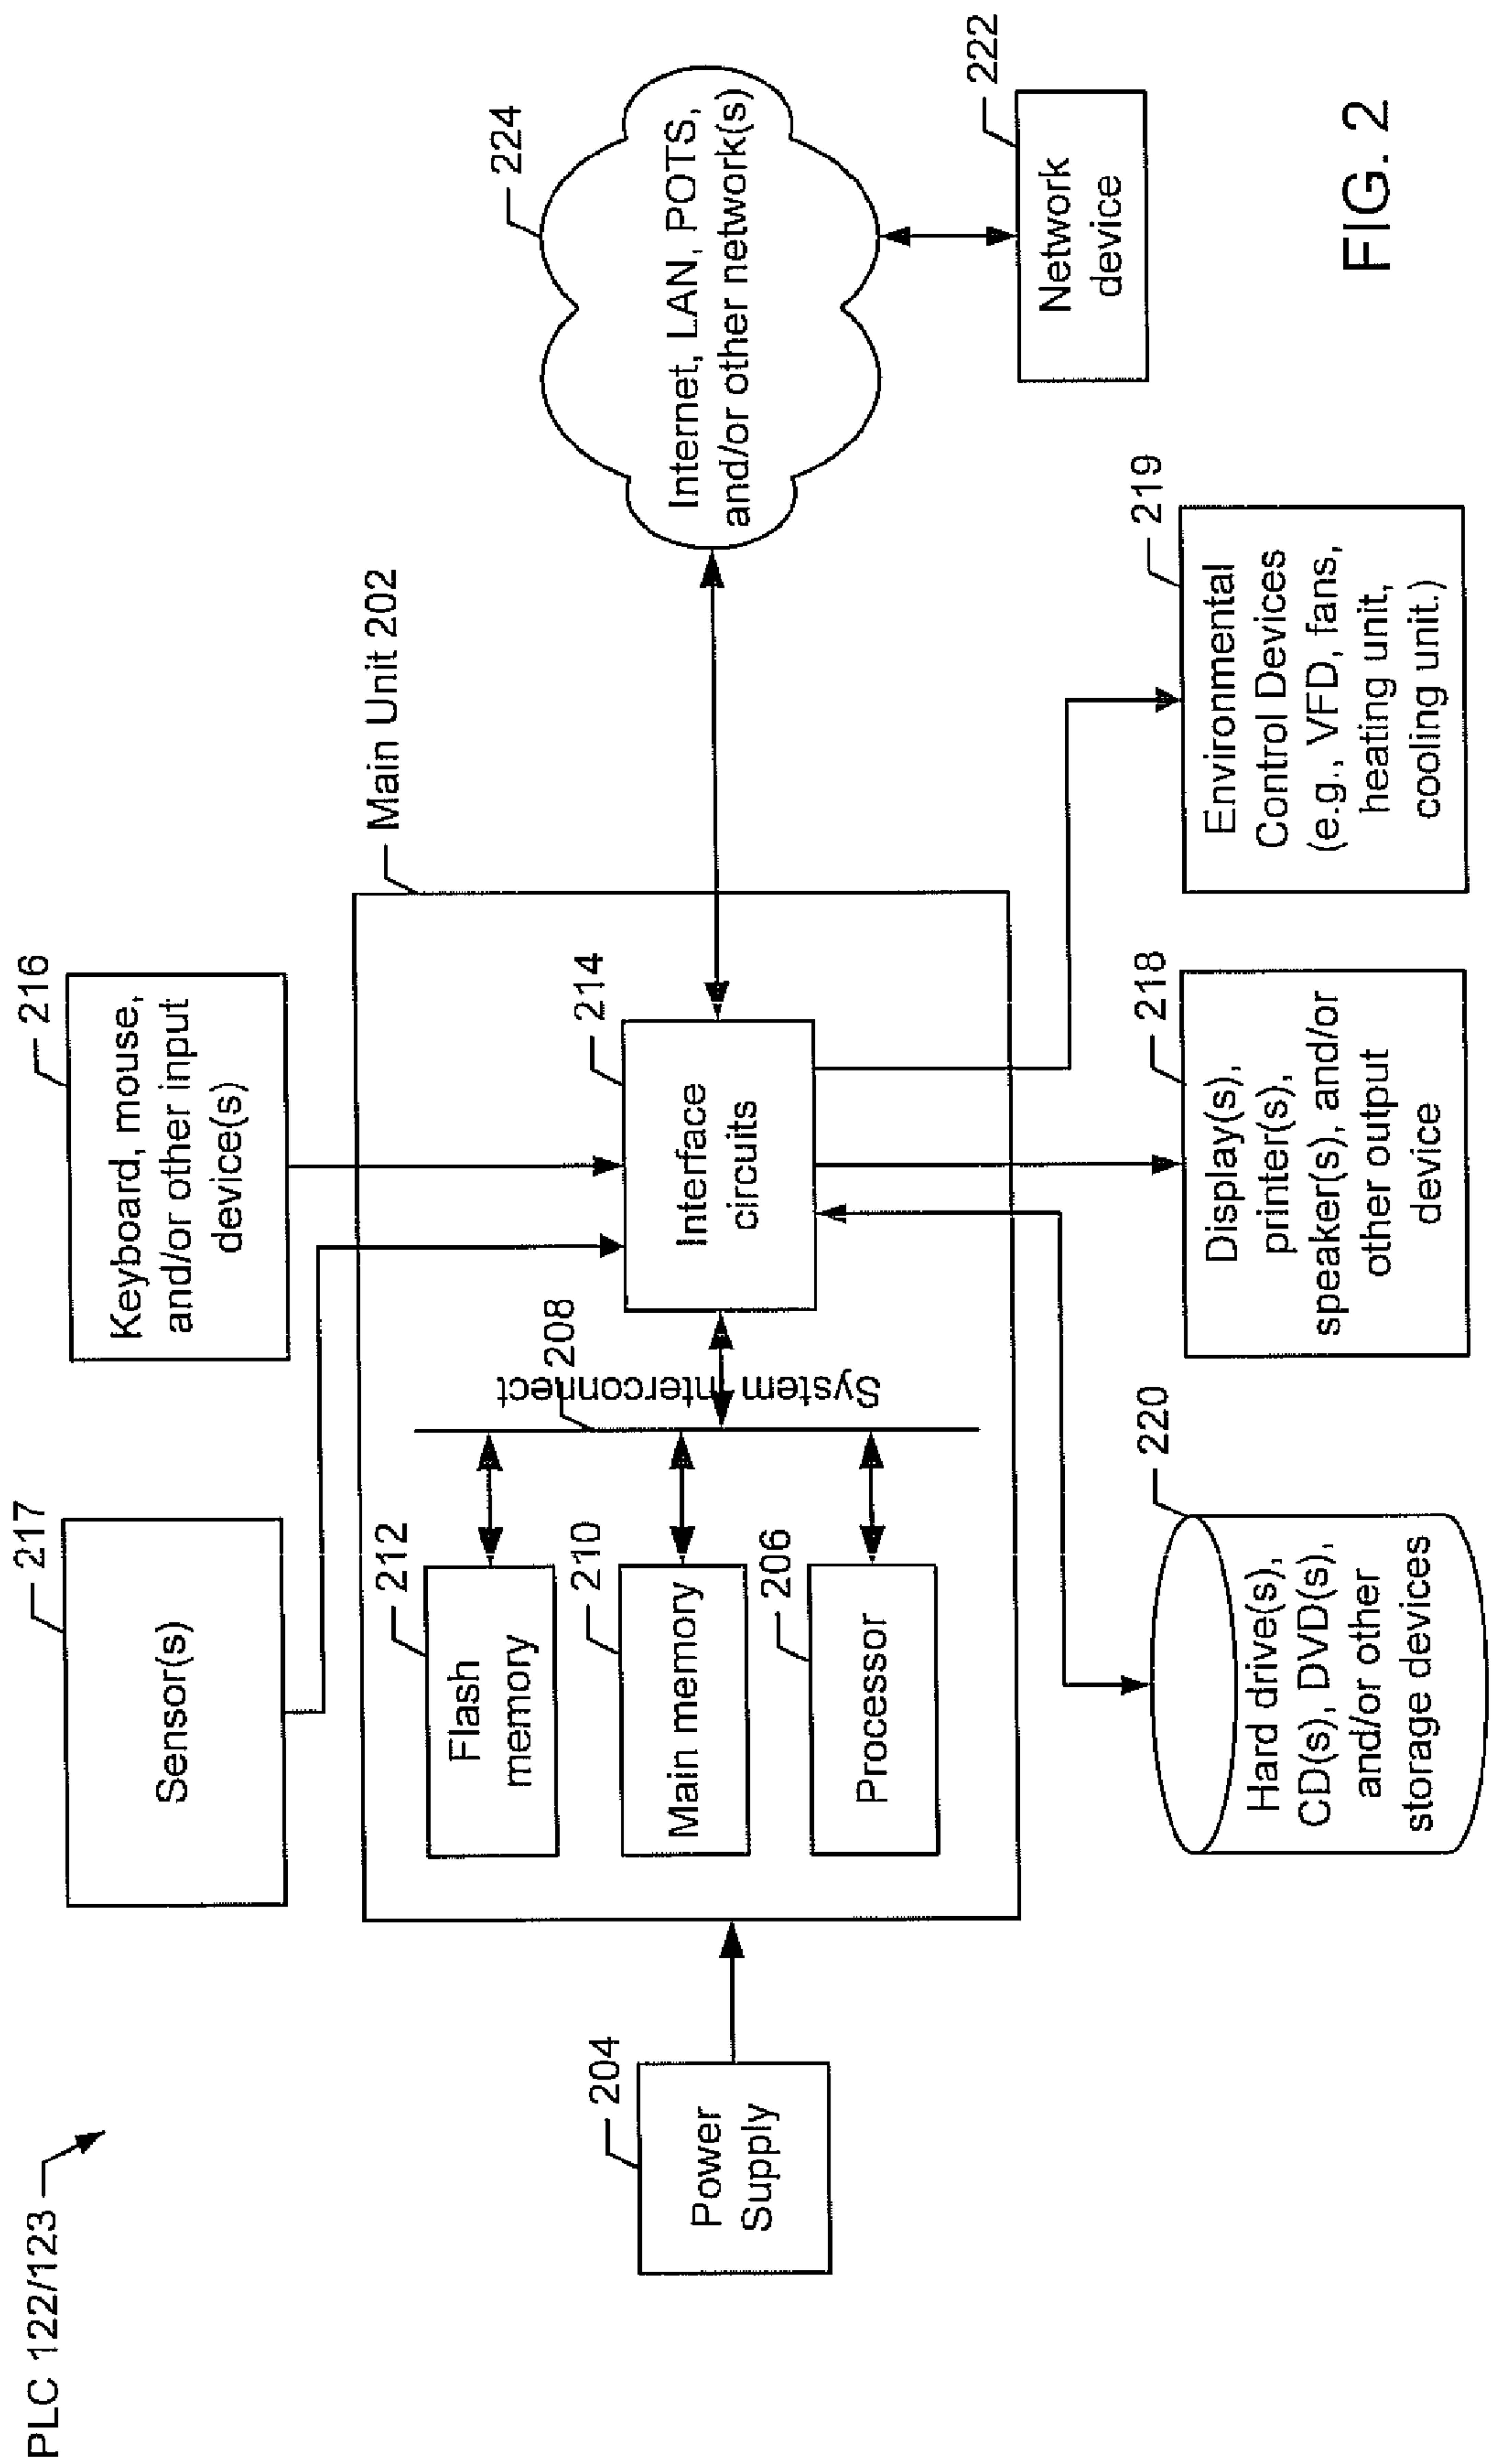 PLC 122/123
217
Sensor(s)
216
Keyboard, mouse,
and/or other input
device(s)
Main Unit 202
224
Internet, LAN, POTS,
and/or other network(s)
222
Network
device
204
Power
Supply
212
Flash
memory
210
Main memory
206
Processor
208
System interconnect
214
Interface
circuits
220
Hard drive(s),
CD(s), DVD(s),
and/or other
storage devices
218
Display(s),
printer(s),
speaker(s), and/or
other output
device
219
Environmental
Control Devices
(e.g., VFD, fans,
heating unit,
cooling unit.)
FIG. 2